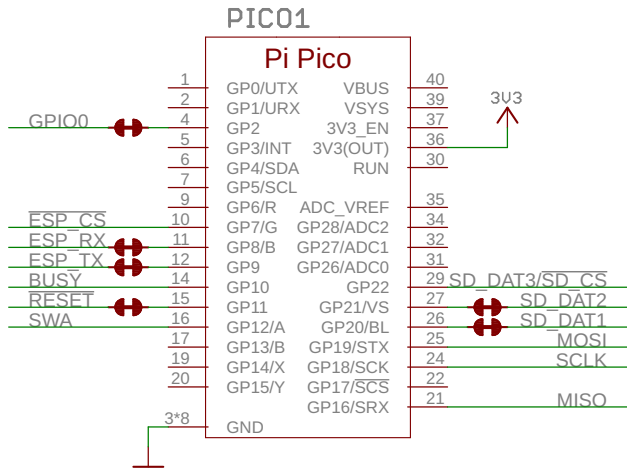 PICO1
Pi Pico
1 GP0/UTX VBUS 40
2 GP1/URX VSYS 39
GPIO0 4 GP2 3V3_EN 37
5 GP3/INT 3V3(OUT) 36 3V3
6 GP4/SDA RUN 30
7 GP5/SCL
9 GP6/R ADC_VREF 35
ESP_CS 10 GP7/G GP28/ADC2 34
ESP_RX 11 GP8/B GP27/ADC1 32
ESP_TX 12 GP9 GP26/ADC0 31
BUSY 14 GP10 GP22 29 SD_DAT3/SD_CS
RESET 15 GP11 GP21/VS 27 SD_DAT2
SWA 16 GP12/A GP20/BL 26 SD_DAT1
17 GP13/B GP19/STX 25 MOSI
19 GP14/X GP18/SCK 24 SCLK
20 GP15/Y GP17/SCS 22
GP16/SRX 21 MISO
3*8 GND